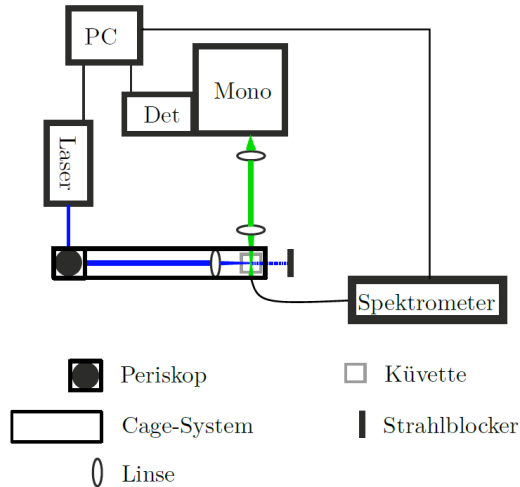 PC
Mono
Det
Laser
Spektrometer
Periskop
Küvette
Cage-System
Strahlblocker
Linse